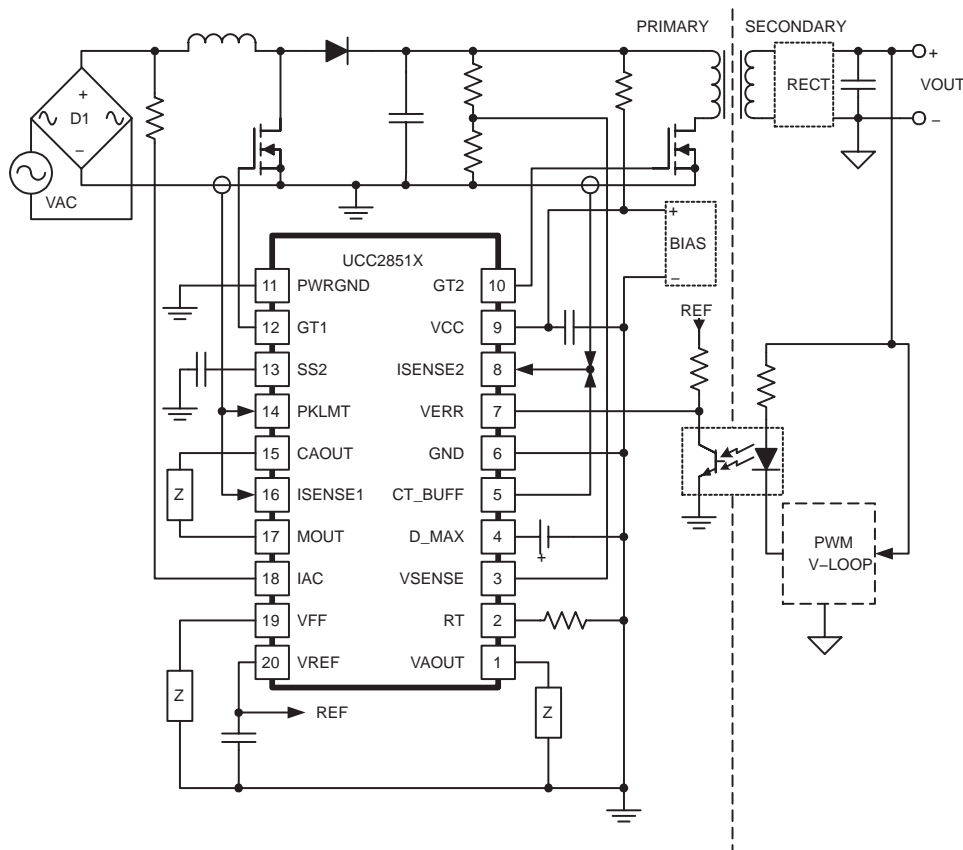 PRIMARY
SECONDARY
+
D1
−
VAC
RECT
+
VOUT
−
+
BIAS
−
UCC2851X
11 PWRGND GT2 10
12 GT1 VCC 9
13 SS2 ISENSE2 8
14 PKLMT VERR 7
15 CAOUT GND 6
16 ISENSE1 CT_BUFF 5
17 MOUT D_MAX 4
18 IAC VSENSE 3
19 VFF RT 2
20 VREF VAOUT 1
REF
Z
+
PWM
V−LOOP
Z
Z
REF